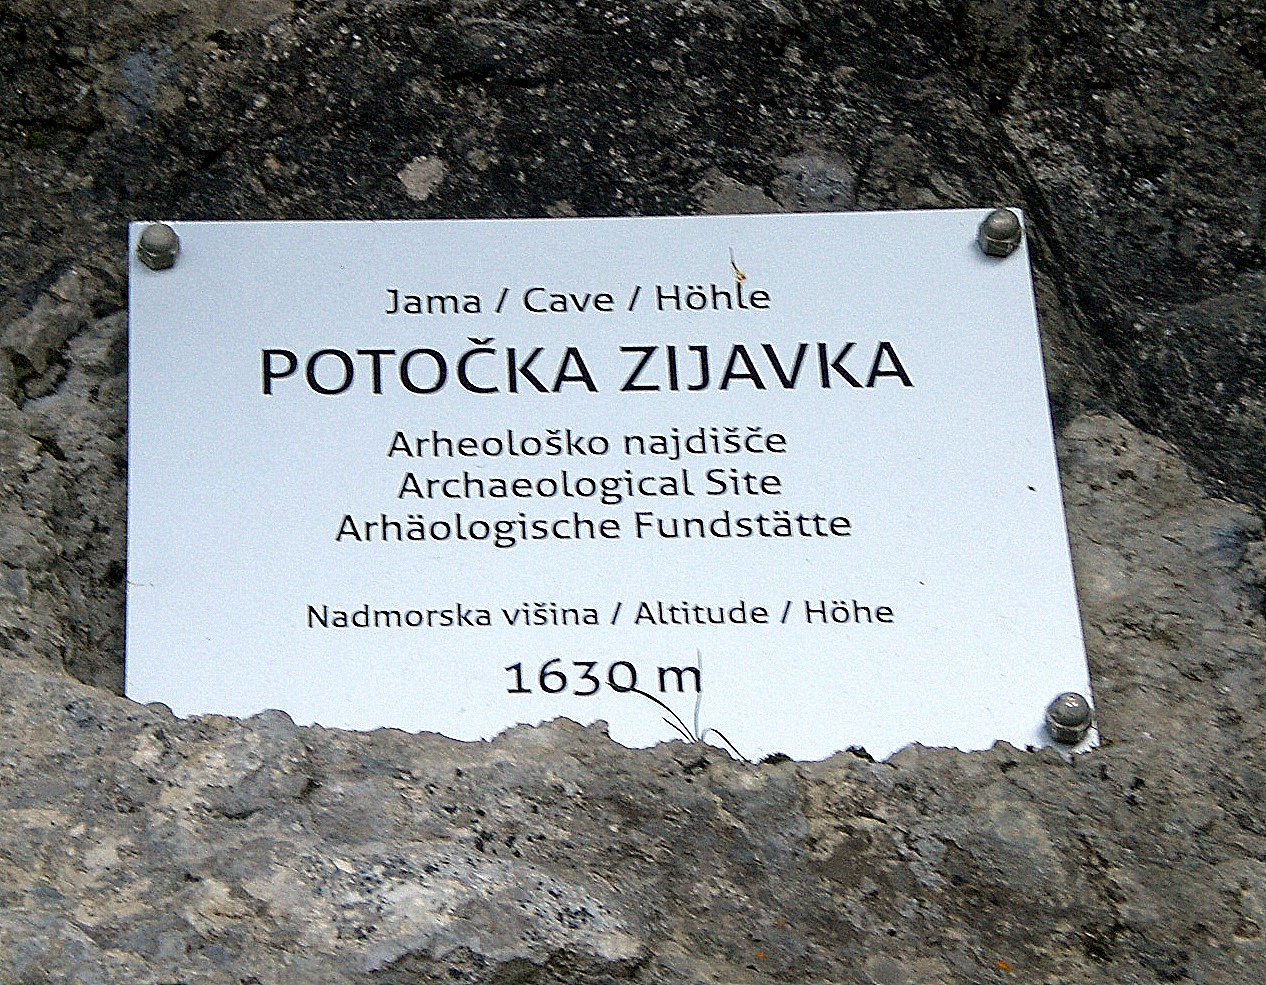 Jama / Cave / Höhle
POTOČKA ZIJAVKA
Arheološko najdišče
Archaeological Site
Arhäologische Fundstätte
Nadmorska višina / Altitude / Höhe
1630 m